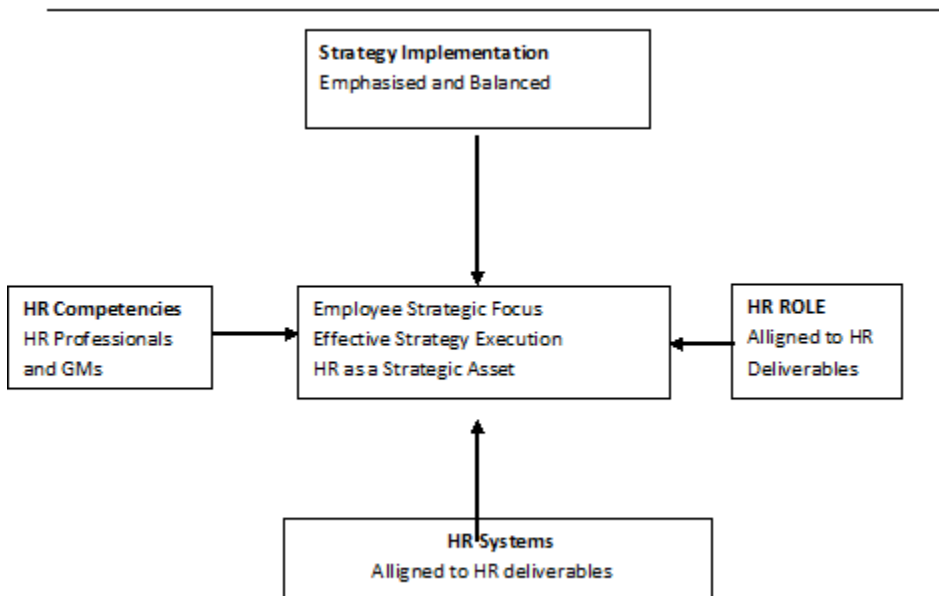 Strategy Implementation
Emphasised and Balanced
HR Competencies
HR Professionals
and GMs
Employee Strategic Focus
Effective Strategy Execution
HR as a Strategic Asset
HR ROLE
Alligned to HR
Deliverables
HR Systems
Alligned to HR deliverables